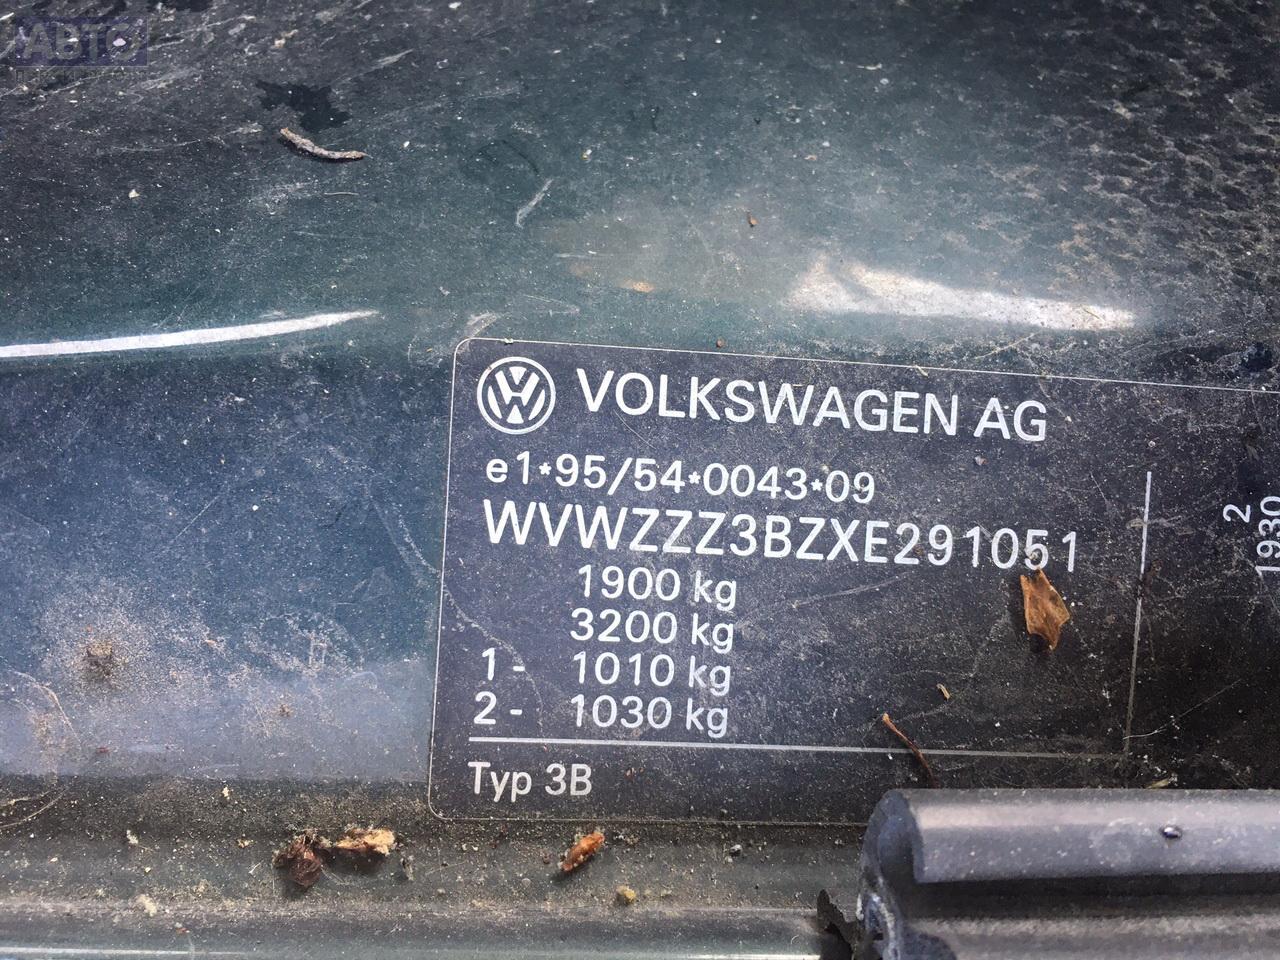 АВТО
VOLKSWAGEN AG
e1*95/54*0043*09
WVWZZZ3BZXE291051
1900 kg
3200 kg
1 - 1010 kg
2 - 1030 kg
Typ 3B
2
1930